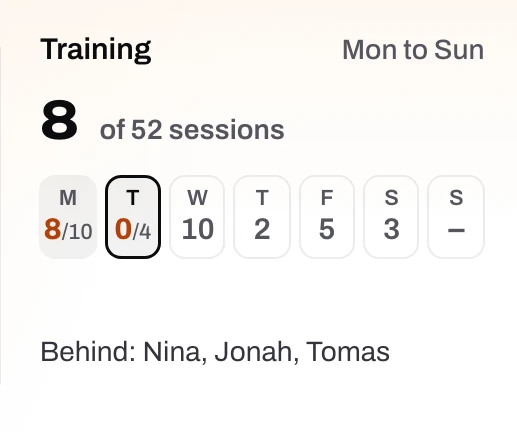 Training Mon to Sun
8 of 52 sessions
M T W T F S S
8/10 0/4 10 2 5 3 –
Behind: Nina, Jonah, Tomas